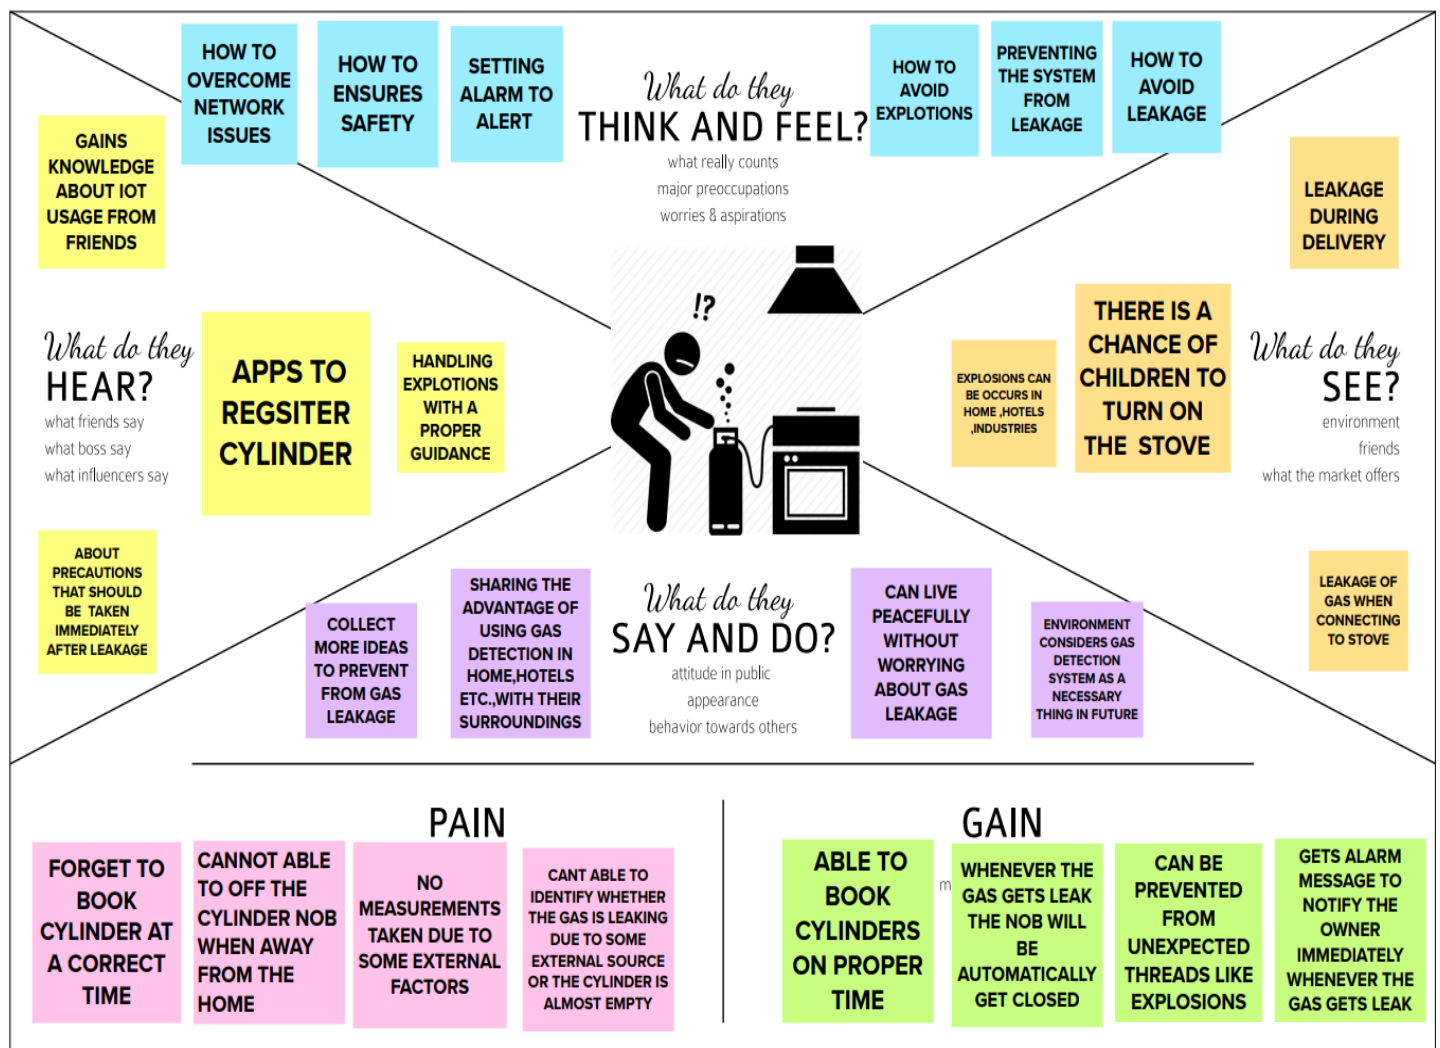 HOW TO
OVERCOME
NETWORK
ISSUES
HOW TO
ENSURES
SAFETY
SETTING
ALARM TO
ALERT
What do they
THINK AND FEEL?
what really counts
major preoccupations
worries & aspirations
HOW TO
AVOID
EXPLOTIONS
PREVENTING
THE SYSTEM
FROM
LEAKAGE
HOW TO
AVOID
LEAKAGE
GAINS
KNOWLEDGE
ABOUT IOT
USAGE FROM
FRIENDS
What do they
HEAR?
what friends say
what boss say
what influencers say
APPS TO
REGSITER
CYLINDER
HANDLING
EXPLOTIONS
WITH A
PROPER
GUIDANCE
ABOUT
PRECAUTIONS
THAT SHOULD
BE TAKEN
IMMEDIATELY
AFTER LEAKAGE
!?
LEAKAGE
DURING
DELIVERY
EXPLOSIONS CAN
BE OCCURS IN
HOME ,HOTELS
,INDUSTRIES
THERE IS A
CHANCE OF
CHILDREN TO
TURN ON
THE STOVE
What do they
SEE?
environment
friends
what the market offers
LEAKAGE OF
GAS WHEN
CONNECTING
TO STOVE
COLLECT
MORE IDEAS
TO PREVENT
FROM GAS
LEAKAGE
SHARING THE
ADVANTAGE OF
USING GAS
DETECTION IN
HOME,HOTELS
ETC.,WITH THEIR
SURROUNDINGS
What do they
SAY AND DO?
attitude in public
appearance
behavior towards others
CAN LIVE
PEACEFULLY
WITHOUT
WORRYING
ABOUT GAS
LEAKAGE
ENVIRONMENT
CONSIDERS GAS
DETECTION
SYSTEM AS A
NECESSARY
THING IN FUTURE
PAIN
FORGET TO
BOOK
CYLINDER AT
A CORRECT
TIME
CANNOT ABLE
TO OFF THE
CYLINDER NOB
WHEN AWAY
FROM THE
HOME
NO
MEASUREMENTS
TAKEN DUE TO
SOME EXTERNAL
FACTORS
CANT ABLE TO
IDENTIFY WHETHER
THE GAS IS LEAKING
DUE TO SOME
EXTERNAL SOURCE
OR THE CYLINDER IS
ALMOST EMPTY
GAIN
ABLE TO
BOOK
CYLINDERS
ON PROPER
TIME
m
WHENEVER THE
GAS GETS LEAK
THE NOB WILL
BE
AUTOMATICALLY
GET CLOSED
CAN BE
PREVENTED
FROM
UNEXPECTED
THREADS LIKE
EXPLOSIONS
GETS ALARM
MESSAGE TO
NOTIFY THE
OWNER
IMMEDIATELY
WHENEVER THE
GAS GETS LEAK